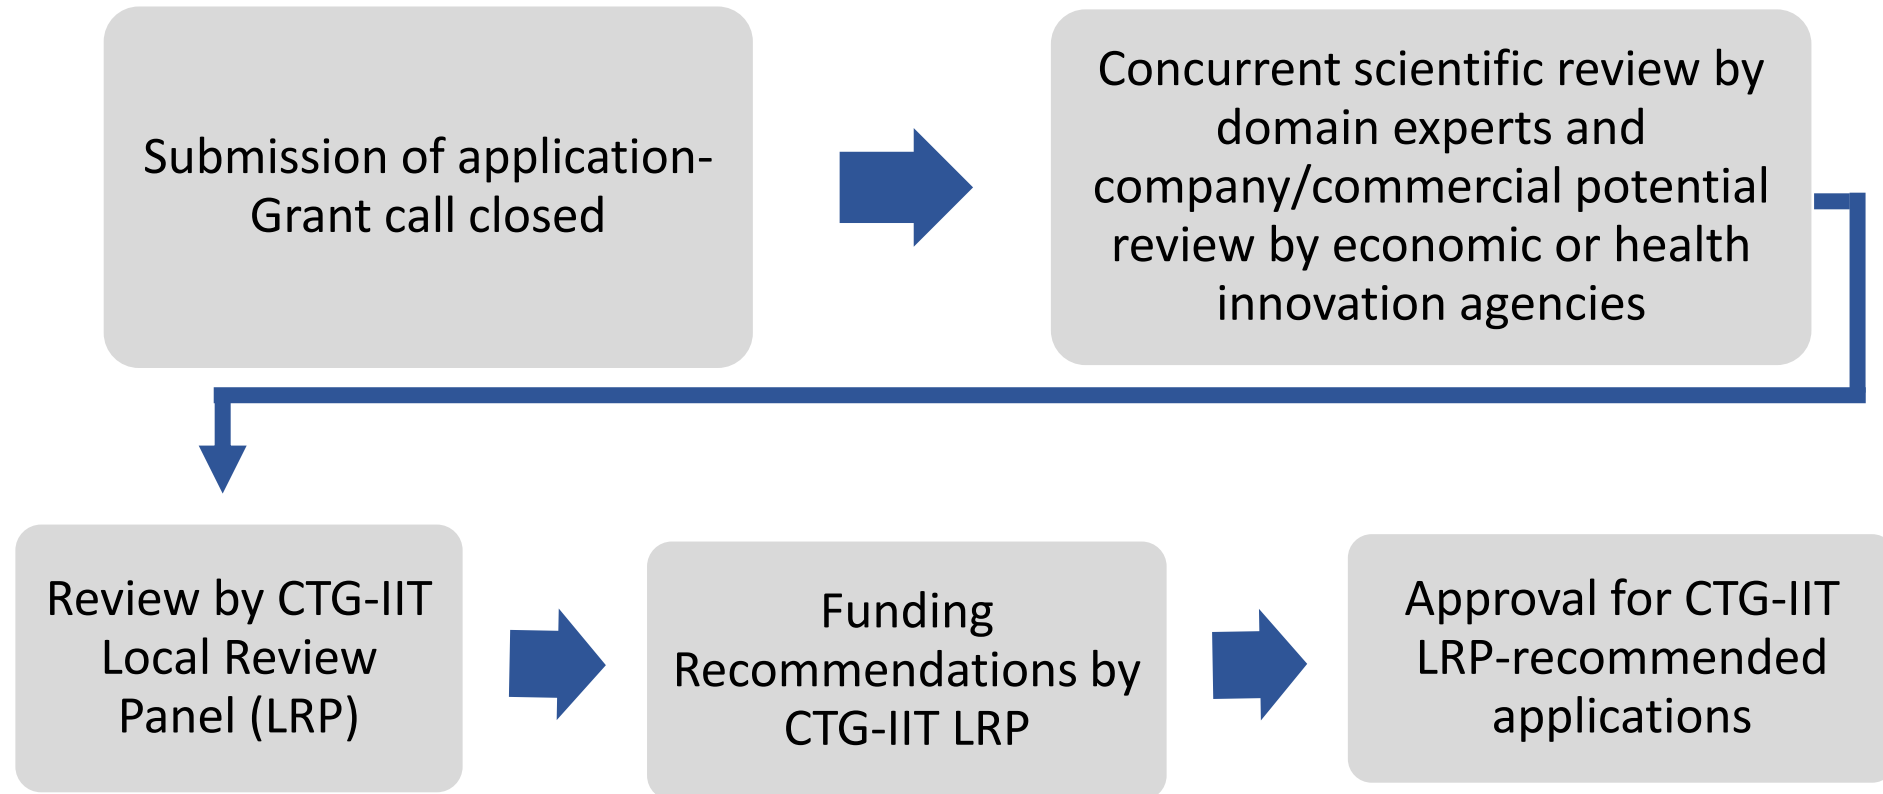 Submission of application-
Grant call closed
Concurrent scientific review by
domain experts and
company/commercial potential
review by economic or health
innovation agencies
Review by CTG-IIT
Local Review
Panel (LRP)
Funding
Recommendations by
CTG-IIT LRP
Approval for CTG-IIT
LRP-recommended
applications